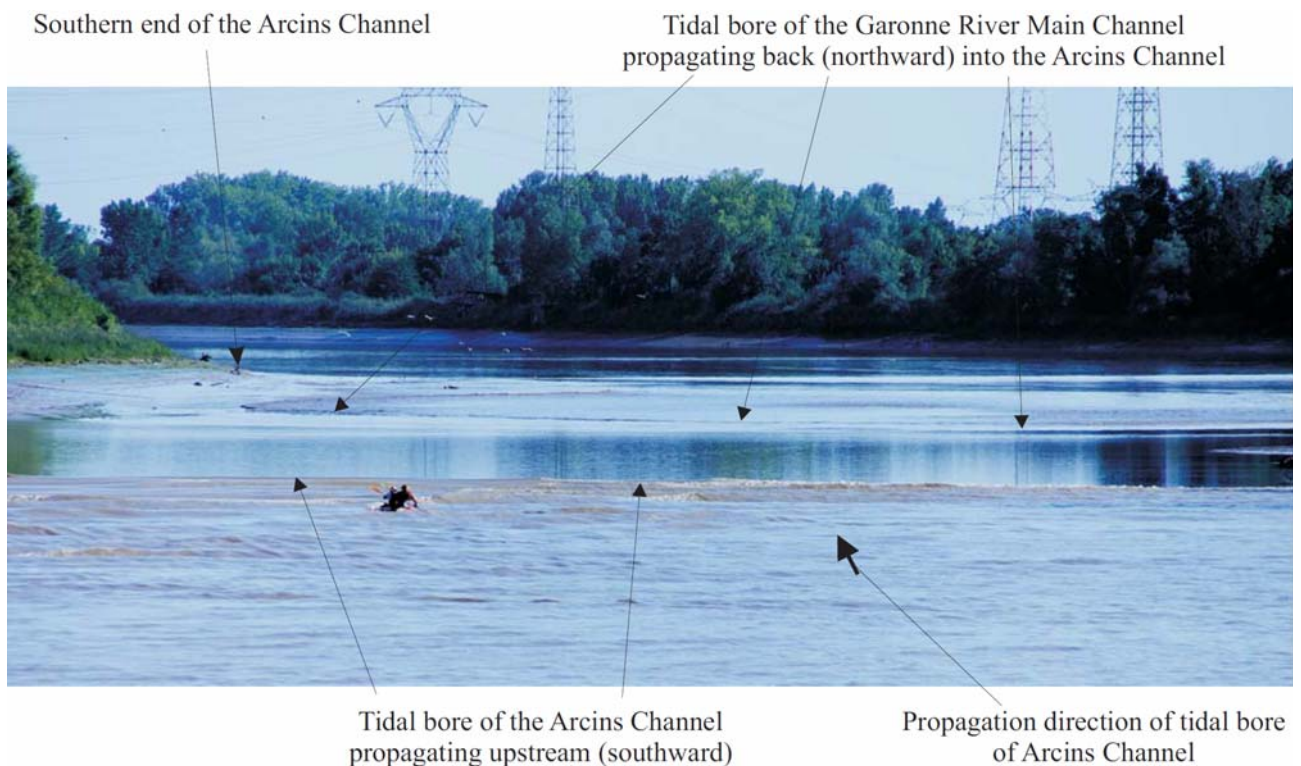 Southern end of the Arcins Channel
Tidal bore of the Garonne River Main Channel
propagating back (northward) into the Arcins Channel
Tidal bore of the Arcins Channel
propagating upstream (southward)
Propagation direction of tidal bore
of Arcins Channel